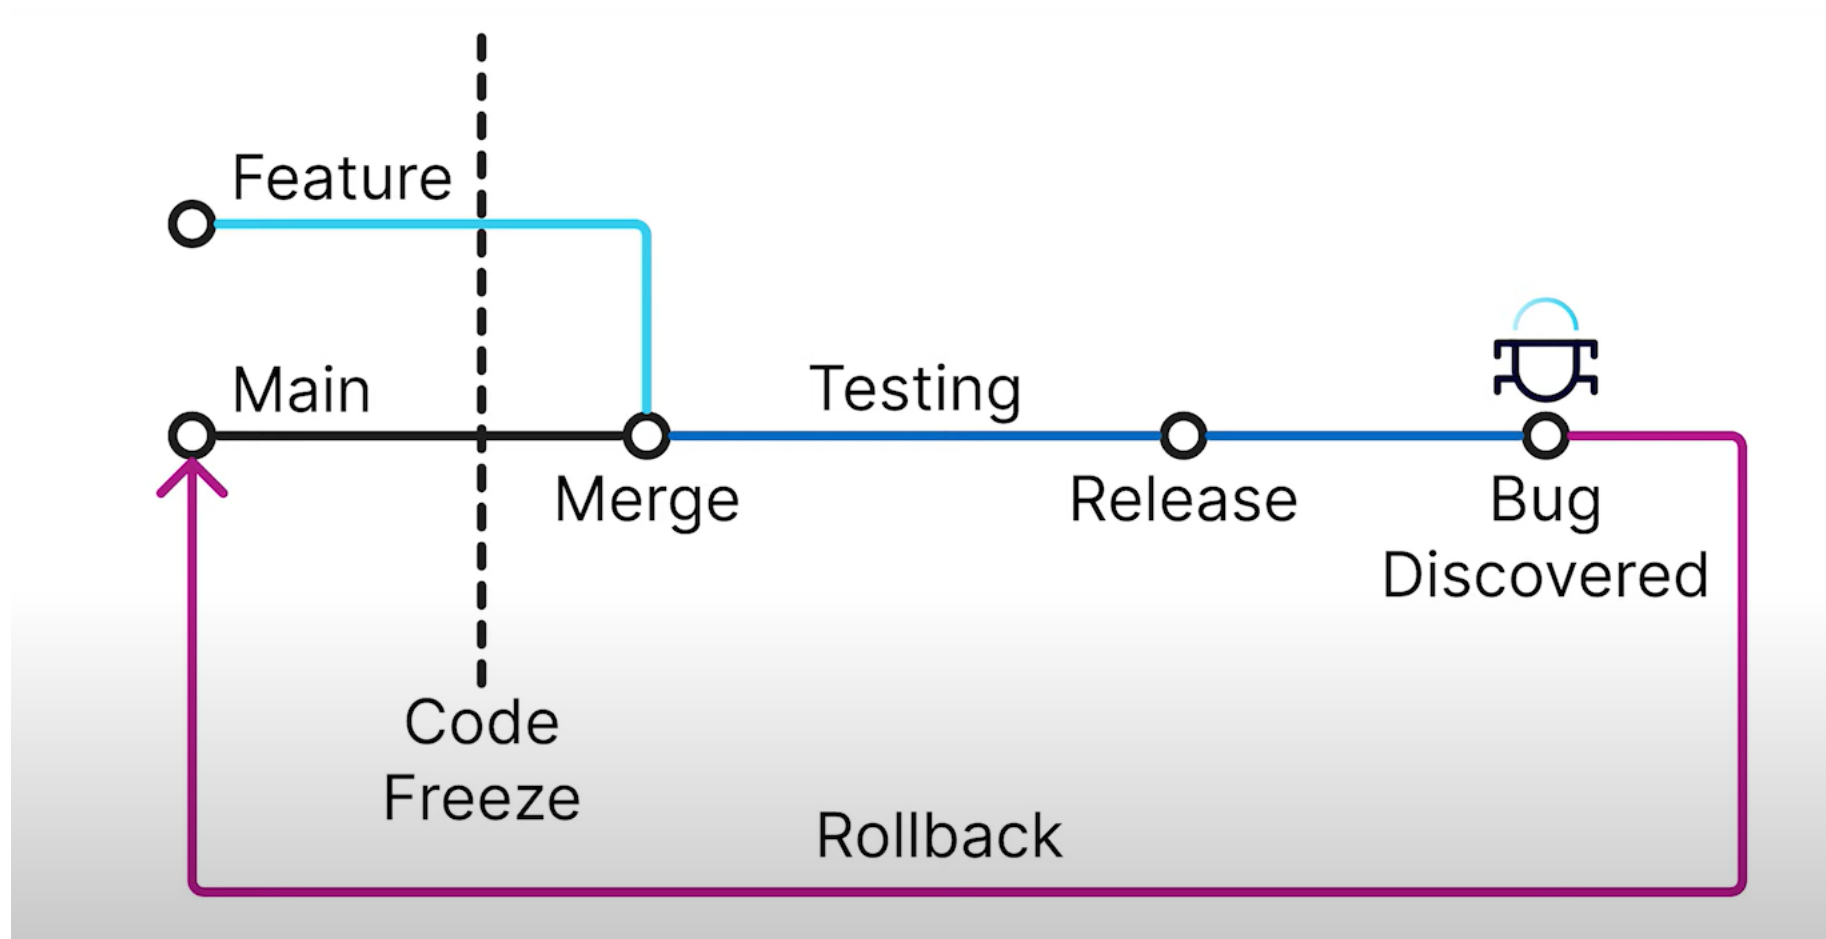 Feature
Main
Testing
Merge
Release
Bug
Discovered
Code
Freeze
Rollback